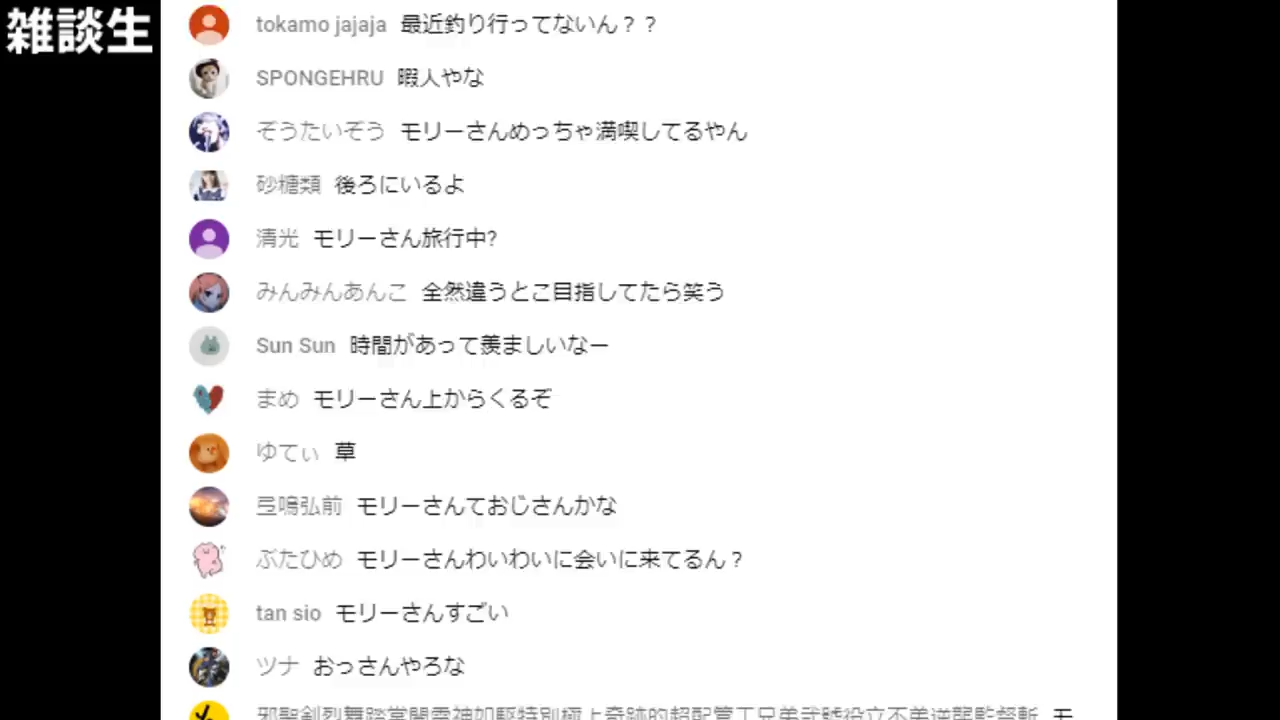 雑談生
tokamo jajaja 最近釣り行ってないん？？
SPONGEHRU 暇人やな
ぞうたいぞう モリーさんめっちゃ満喫してるやん
砂糖類 後ろにいるよ
清光 モリーさん旅行中?
みんみんあんこ 全然違うとこ目指してたら笑う
Sun Sun 時間があって羨ましいなー
まめ モリーさん上からくるぞ
ゆてぃ 草
弖鳴弘前 モリーさんておじさんかな
ぶたひめ モリーさんわいわいに会いに来てるん？
tan sio モリーさんすごい
ツナ おっさんやろな